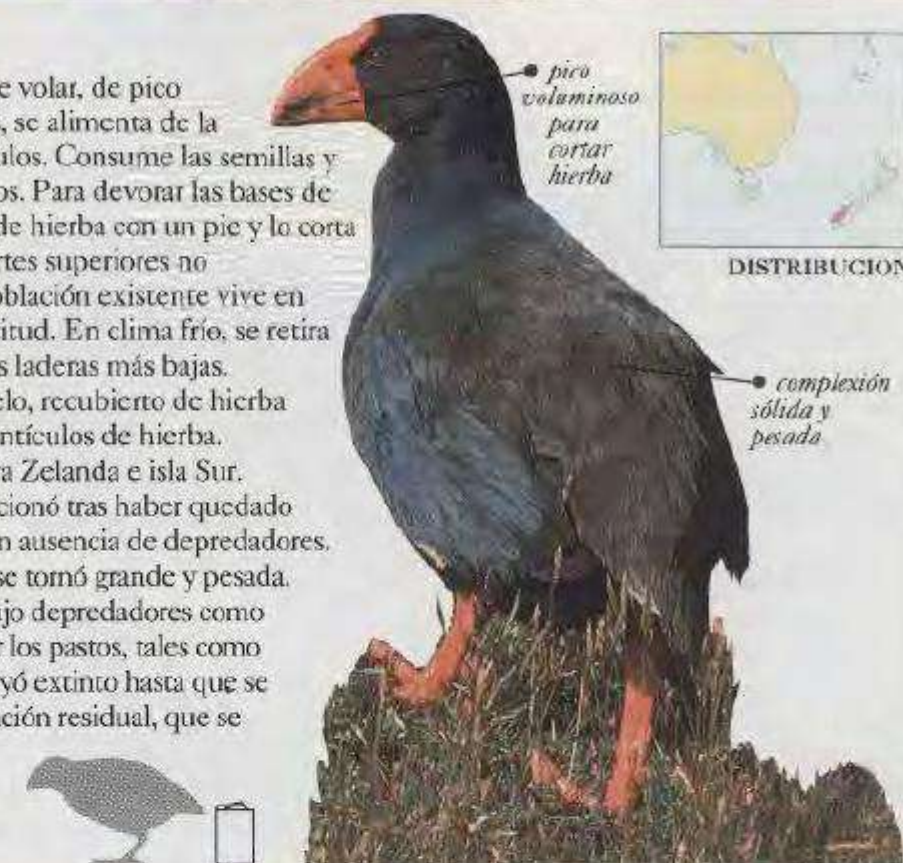 e volar, de pico
, se alimenta de la
ulos. Consume las semillas y
os. Para devorar las bases de
de hierba con un pie y lo corta
rtes superiores no
oblación existente vive en
titud. En clima frío, se retira
s laderas más bajas.
elo, recubierto de hierba
ntículos de hierba.
a Zelanda e isla Sur.
cionó tras haber quedado
n ausencia de depredadores.
se tornó grande y pesada.
ujo depredadores como
r los pastos, tales como
yó extinto hasta que se
ción residual, que se
pico
voluminoso
para
cortar
hierba
DISTRIBUCION
complexión
sólida y
pesada